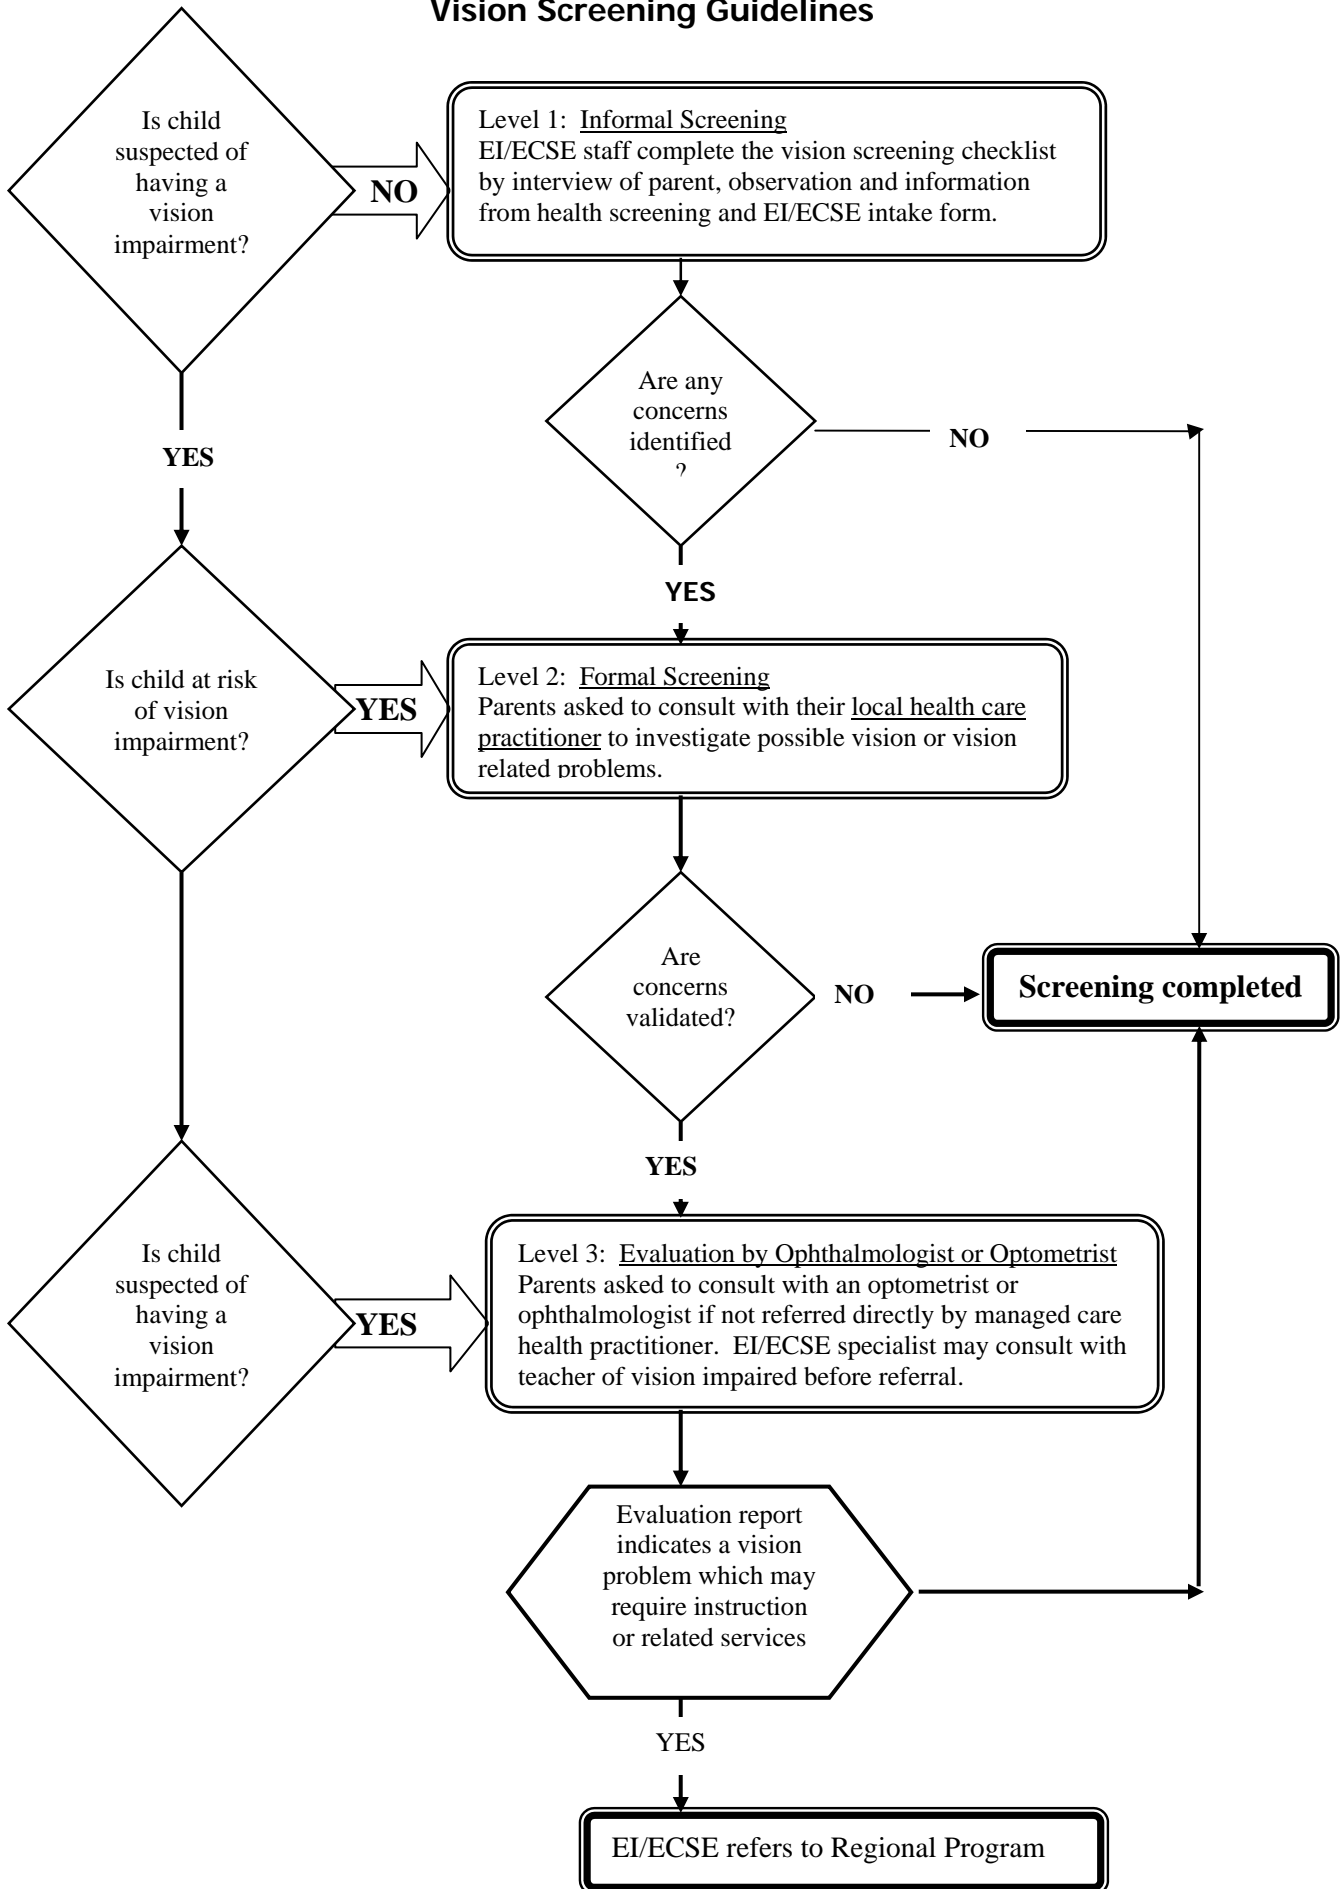 Vision Screening Guidelines
Is child
suspected of
having a
vision
impairment?
NO
Level 1: Informal Screening
EI/ECSE staff complete the vision screening checklist
by interview of parent, observation and information
from health screening and EI/ECSE intake form.
Are any
concerns
identified
?
NO
YES
YES
Is child at risk
of vision
impairment?
YES
Level 2: Formal Screening
Parents asked to consult with their local health care
practitioner to investigate possible vision or vision
related problems.
Are
concerns
validated?
NO
Screening completed
YES
Is child
suspected of
having a
vision
impairment?
YES
Level 3: Evaluation by Ophthalmologist or Optometrist
Parents asked to consult with an optometrist or
ophthalmologist if not referred directly by managed care
health practitioner. EI/ECSE specialist may consult with
teacher of vision impaired before referral.
Evaluation report
indicates a vision
problem which may
require instruction
or related services
YES
EI/ECSE refers to Regional Program